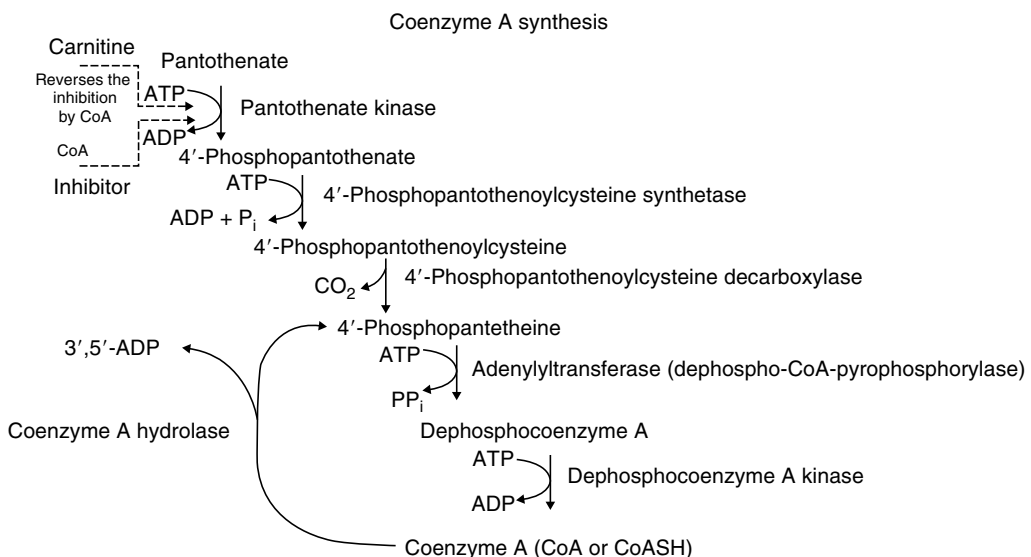 Coenzyme A synthesis
Carnitine
Reverses the
inhibition
by CoA
CoA
Inhibitor
Pantothenate
ATP
Pantothenate kinase
ADP
4′-Phosphopantothenate
ATP
4′-Phosphopantothenoylcysteine synthetase
ADP + Pi
4′-Phosphopantothenoylcysteine
4′-Phosphopantothenoylcysteine decarboxylase
CO2
4′-Phosphopantetheine
3′,5′-ADP
ATP
Adenylyltransferase (dephospho-CoA-pyrophosphorylase)
PPi
Coenzyme A hydrolase
Dephosphocoenzyme A
ATP
Dephosphocoenzyme A kinase
ADP
Coenzyme A (CoA or CoASH)